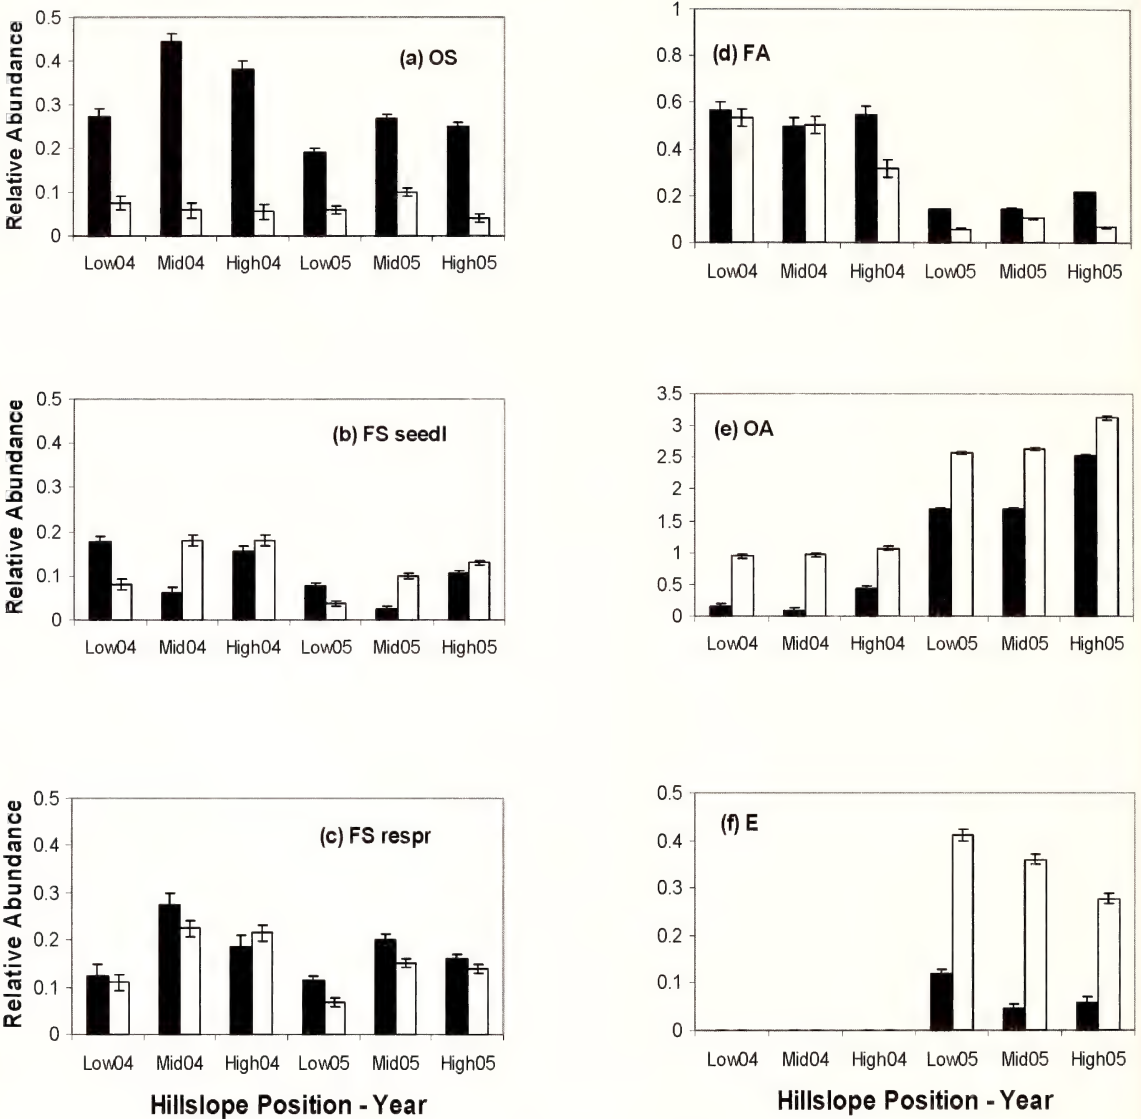 Relative Abundance
0.5
0.4
0.3
0.2
0.1
0
(a) OS
Low04 Mid04 High04 Low05 Mid05 High05
1
0.8
0.6
0.4
0.2
0
(d) FA
Low04 Mid04 High04 Low05 Mid05 High05
Relative Abundance
0.5
0.4
0.3
0.2
0.1
0
(b) FS seedl
Low04 Mid04 High04 Low05 Mid05 High05
3.5
3
2.5
2
1.5
1
0.5
0
(e) OA
Low04 Mid04 High04 Low05 Mid05 High05
Relative Abundance
0.5
0.4
0.3
0.2
0.1
0
(c) FS respr
Low04 Mid04 High04 Low05 Mid05 High05
Hillslope Position - Year
0.5
0.4
0.3
0.2
0.1
0
(f) E
Low04 Mid04 High04 Low05 Mid05 High05
Hillslope Position - Year